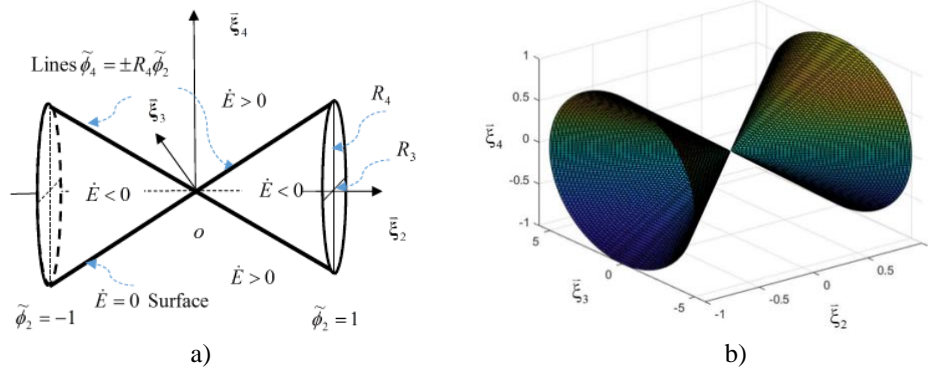 ξ̄₄
Lines φ̃₄ = ±R₄φ̃₂
ξ̄₃
Ė > 0
R₄
R₃
Ė < 0
Ė < 0
ξ̄₂
o
Ė > 0
Ė = 0 Surface
φ̃₂ = −1
φ̃₂ = 1
a)
1
0.5
0
-0.5
-1
ξ̄₄
5
0
-5
ξ̄₃
-1
-0.5
0
0.5
ξ̄₂
b)